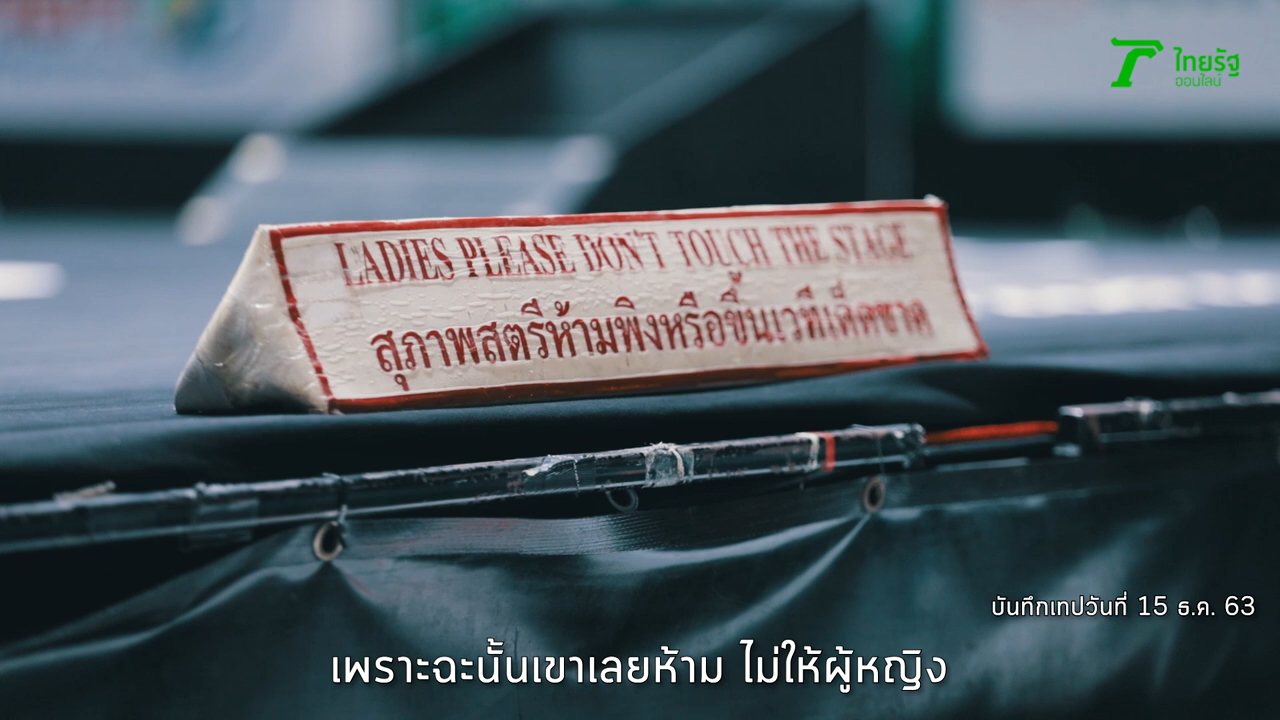 ไทยรัฐ
ออนไลน์
LADIES PLEASE DON'T TOUCH THE STAGE
สุภาพสตรีห้ามพิงหรือขึ้นเวทีเด็ดขาด
บันทึกเทปวันที่ 15 ธ.ค. 63
เพราะฉะนั้นเขาเลยห้าม ไม่ให้ผู้หญิง